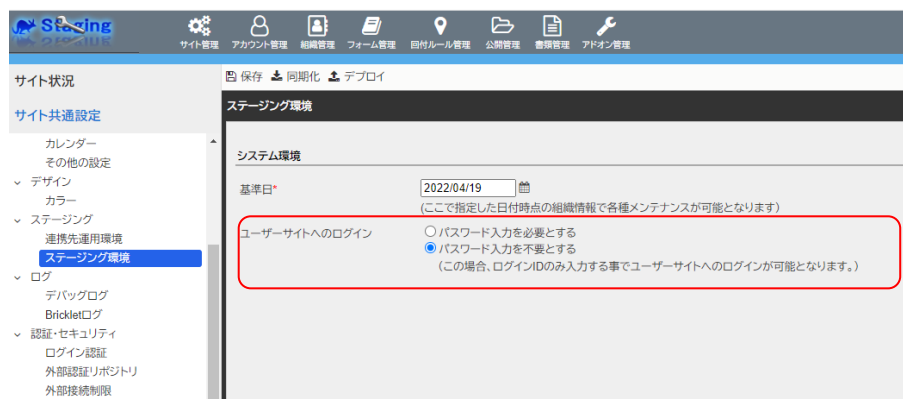 Staging
サイト管理 アカウント管理 組織管理 フォーム管理 回付ルール管理 公開管理 書類管理 アドオン管理
サイト状況
サイト共通設定
カレンダー
その他の設定
デザイン
カラー
ステージング
連携先運用環境
ステージング環境
ログ
デバッグログ
Brickletログ
認証・セキュリティ
ログイン認証
外部認証リポジトリ
外部接続制限
保存 同期化 デプロイ
ステージング環境
システム環境
基準日* 2022/04/19
(ここで指定した日付時点の組織情報で各種メンテナンスが可能となります)
ユーザーサイトへのログイン パスワード入力を必要とする
パスワード入力を不要とする
(この場合、ログインIDのみ入力する事でユーザーサイトへのログインが可能となります。)